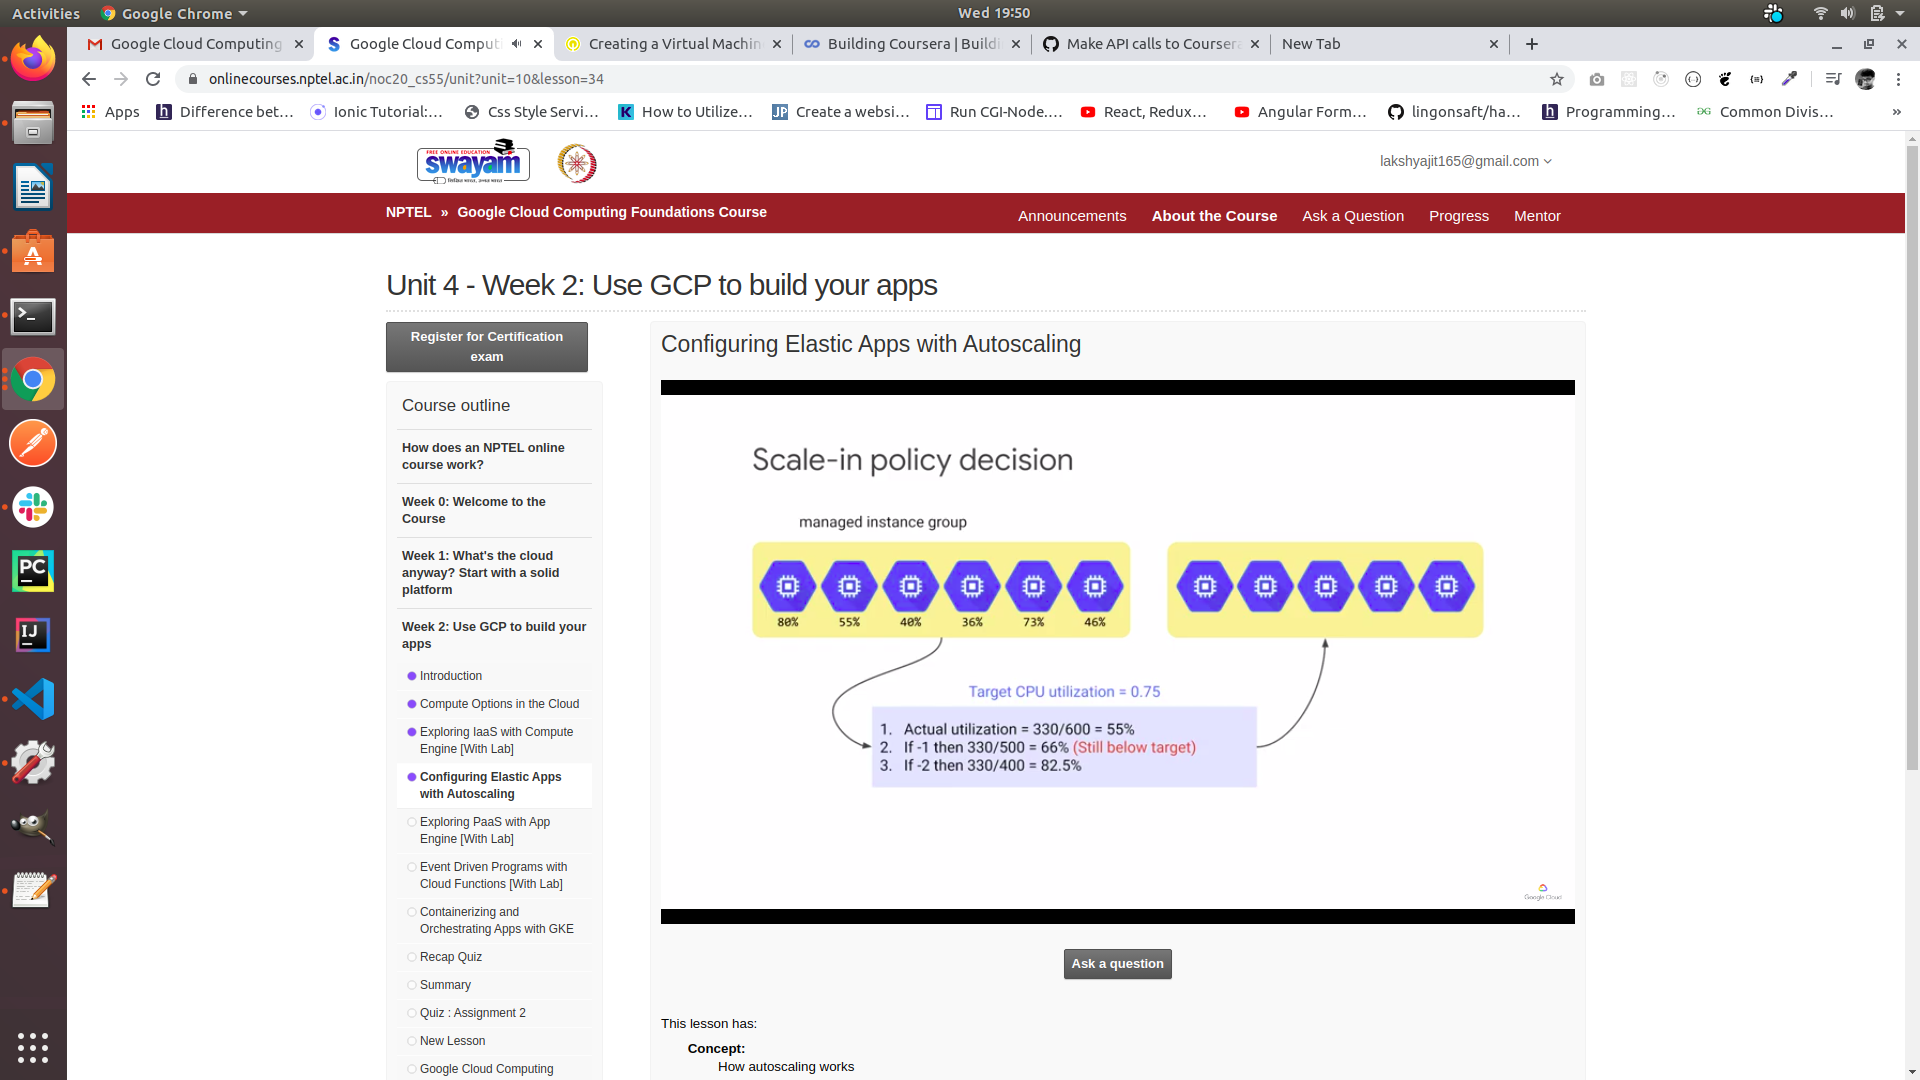 Activities
Google Chrome
Wed 19:50
Google Cloud Computing
Google Cloud Computi
Creating a Virtual Machin
Building Coursera | Buildi
Make API calls to Coursera
New Tab
onlinecourses.nptel.ac.in/noc20_cs55/unit?unit=10&lesson=34
Apps
Difference bet...
Ionic Tutorial:...
Css Style Servi...
How to Utilize...
Create a websi...
Run CGI-Node....
React, Redux...
Angular Form...
lingonsaft/ha...
Programming...
Common Divis...
»
FREE ONLINE EDUCATION
swayam
शिक्षित भारत, उन्नत भारत
lakshyajit165@gmail.com
NPTEL » Google Cloud Computing Foundations Course
Announcements
About the Course
Ask a Question
Progress
Mentor
Unit 4 - Week 2: Use GCP to build your apps
Register for Certification
exam
Course outline
How does an NPTEL online
course work?
Week 0: Welcome to the
Course
Week 1: What's the cloud
anyway? Start with a solid
platform
Week 2: Use GCP to build your
apps
Introduction
Compute Options in the Cloud
Exploring IaaS with Compute
Engine [With Lab]
Configuring Elastic Apps
with Autoscaling
Exploring PaaS with App
Engine [With Lab]
Event Driven Programs with
Cloud Functions [With Lab]
Containerizing and
Orchestrating Apps with GKE
Recap Quiz
Summary
Quiz : Assignment 2
New Lesson
Google Cloud Computing
Configuring Elastic Apps with Autoscaling
Scale-in policy decision
managed instance group
80% 55% 40% 36% 73% 46%
Target CPU utilization = 0.75
1. Actual utilization = 330/600 = 55%
2. If -1 then 330/500 = 66% (Still below target)
3. If -2 then 330/400 = 82.5%
Google Cloud
Ask a question
This lesson has:
Concept:
How autoscaling works